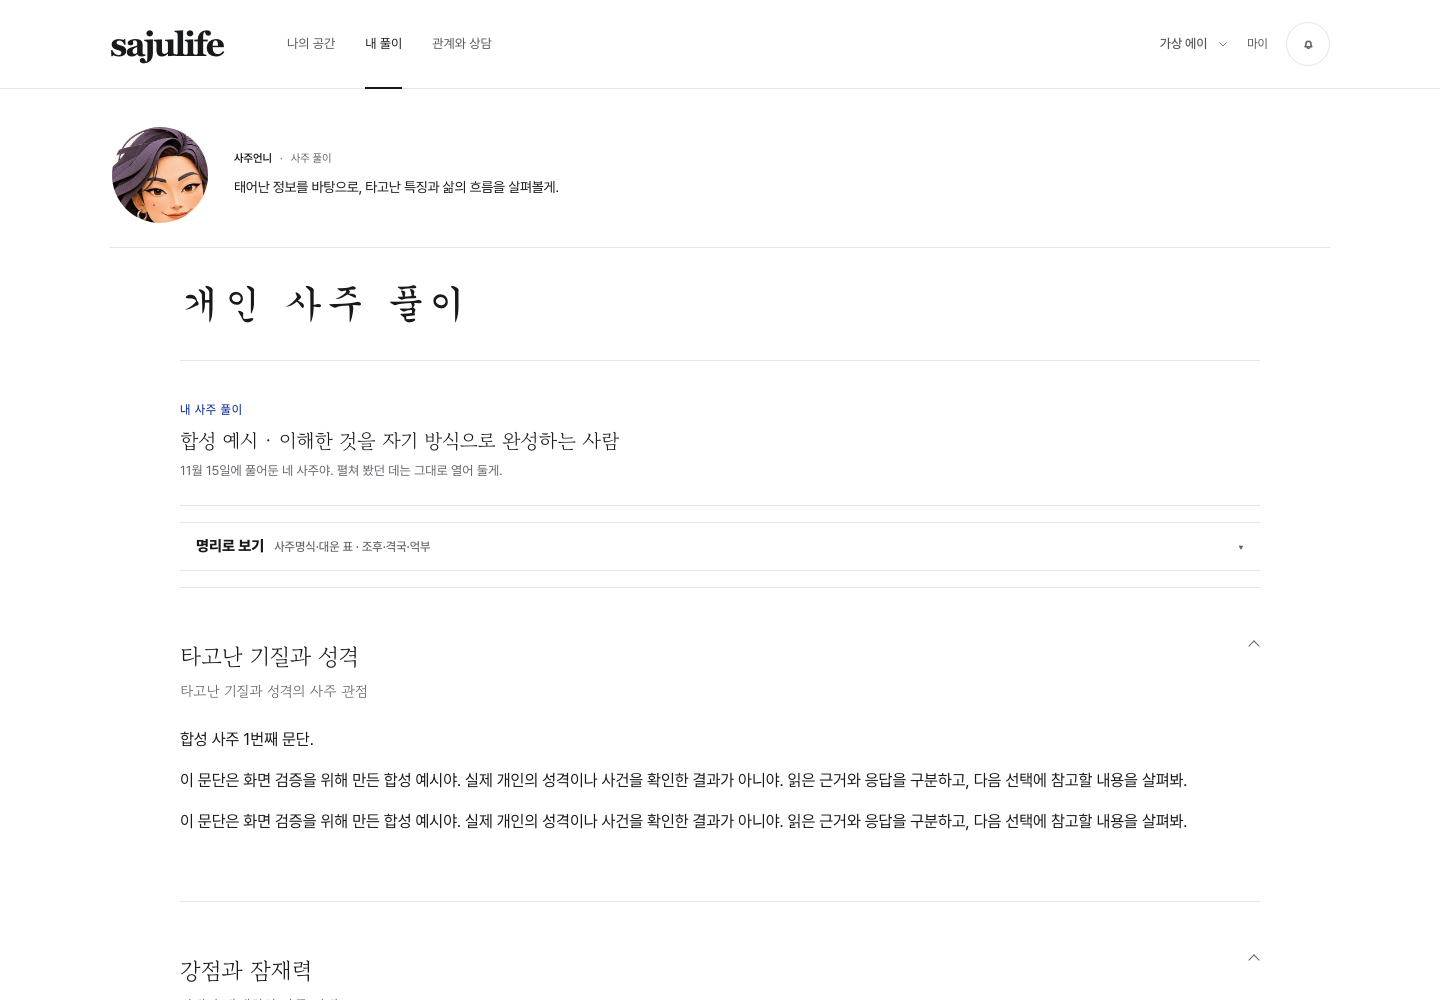 sajulife
나의 공간
내 풀이
관계와 상담
가상 에이
마이
사주언니 · 사주 풀이
태어난 정보를 바탕으로, 타고난 특징과 삶의 흐름을 살펴볼게.
개인 사주 풀이
내 사주 풀이
합성 예시 · 이해한 것을 자기 방식으로 완성하는 사람
11월 15일에 풀어둔 네 사주야. 펼쳐 봤던 데는 그대로 열어 둘게.
명리로 보기 사주명식·대운 표 · 조후·격국·억부
타고난 기질과 성격
타고난 기질과 성격의 사주 관점
합성 사주 1번째 문단.
이 문단은 화면 검증을 위해 만든 합성 예시야. 실제 개인의 성격이나 사건을 확인한 결과가 아니야. 읽은 근거와 응답을 구분하고, 다음 선택에 참고할 내용을 살펴봐.
이 문단은 화면 검증을 위해 만든 합성 예시야. 실제 개인의 성격이나 사건을 확인한 결과가 아니야. 읽은 근거와 응답을 구분하고, 다음 선택에 참고할 내용을 살펴봐.
강점과 잠재력